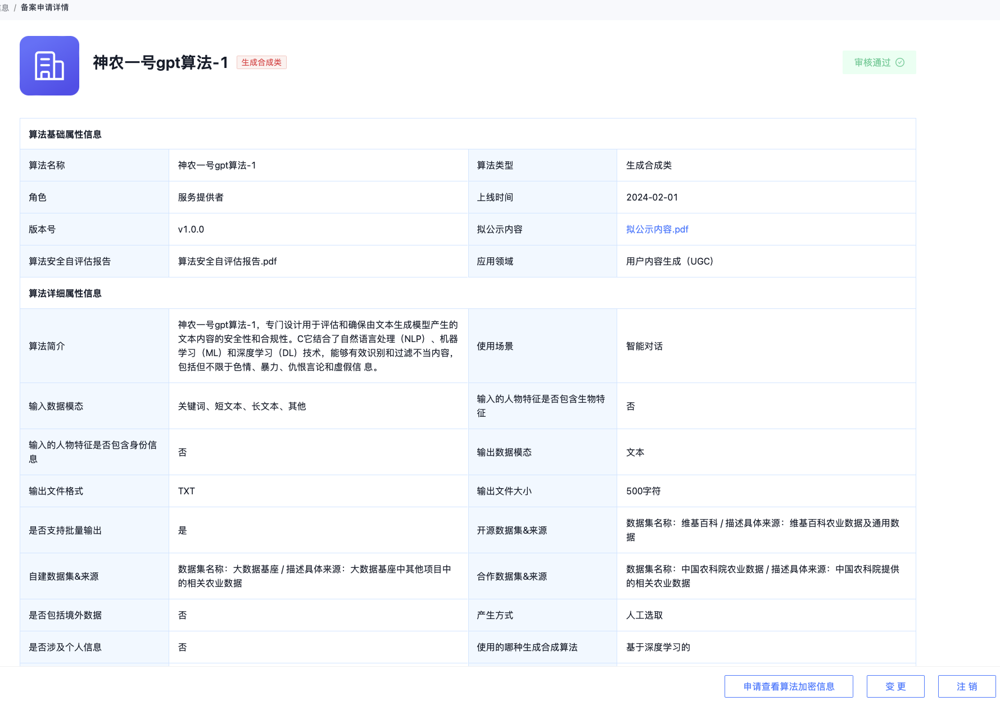 息 / 备案申请详情
神农一号gpt算法-1
生成合成类
审核通过
算法基础属性信息
算法名称
神农一号gpt算法-1
算法类型
生成合成类
角色
服务提供者
上线时间
2024-02-01
版本号
v1.0.0
拟公示内容
拟公示内容.pdf
算法安全自评估报告
算法安全自评估报告.pdf
应用领域
用户内容生成（UGC）
算法详细属性信息
算法简介
神农一号gpt算法-1，专门设计用于评估和确保由文本生成模型产生的
文本内容的安全性和合规性。C它结合了自然语言处理（NLP）、机器
学习（ML）和深度学习（DL）技术，能够有效识别和过滤不当内容，
包括但不限于色情、暴力、仇恨言论和虚假信 息。
使用场景
智能对话
输入数据模态
关键词、短文本、长文本、其他
输入的人物特征是否包含生物特
征
否
输入的人物特征是否包含身份信
息
否
输出数据模态
文本
输出文件格式
TXT
输出文件大小
500字符
是否支持批量输出
是
开源数据集&来源
数据集名称：维基百科 / 描述具体来源：维基百科农业数据及通用数
据
自建数据集&来源
数据集名称：大数据基座 / 描述具体来源：大数据基座中其他项目中
的相关农业数据
合作数据集&来源
数据集名称：中国农科院农业数据 / 描述具体来源：中国农科院提供
的相关农业数据
是否包括境外数据
否
产生方式
人工选取
是否涉及个人信息
否
使用的哪种生成合成算法
基于深度学习的
申请查看算法加密信息
变 更
注 销